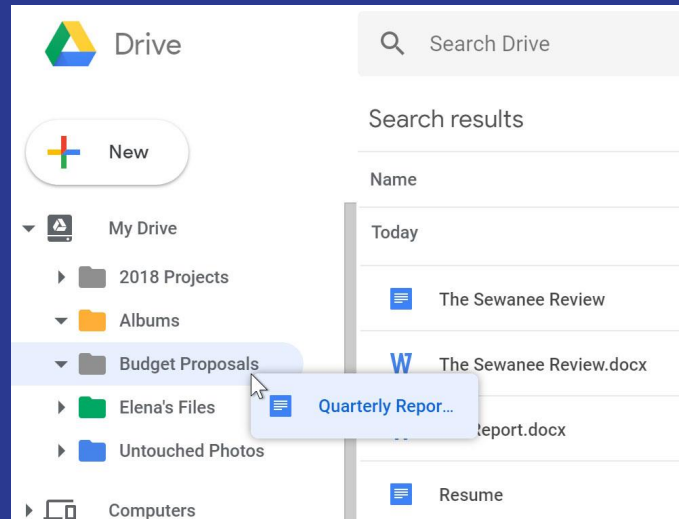 Drive
Search Drive
New
My Drive
2018 Projects
Albums
Budget Proposals
Elena's Files
Untouched Photos
Computers
Search results
Name
Today
The Sewanee Review
The Sewanee Review.docx
Quarterly Repor...
Report.docx
Resume